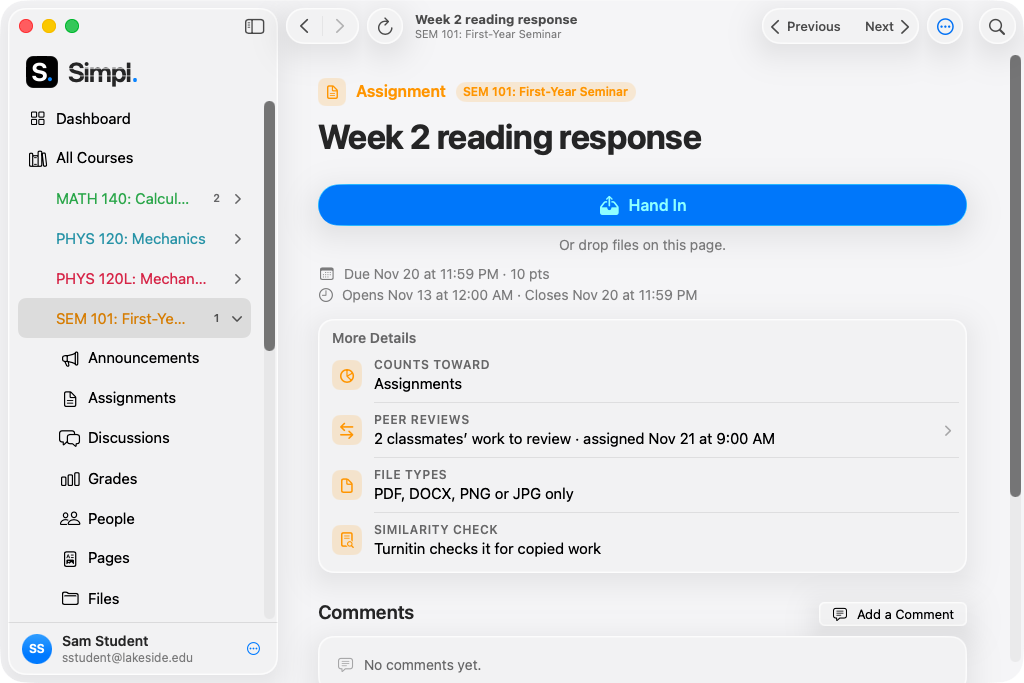 Week 2 reading response
SEM 101: First-Year Seminar
Previous
Next
S.
Simpl.
Dashboard
All Courses
MATH 140: Calcul...
2
PHYS 120: Mechanics
PHYS 120L: Mechan...
SEM 101: First-Ye...
1
Announcements
Assignments
Discussions
Grades
People
Pages
Files
SS
Sam Student
sstudent@lakeside.edu
Assignment
SEM 101: First-Year Seminar
Week 2 reading response
Hand In
Or drop files on this page.
Due Nov 20 at 11:59 PM · 10 pts
Opens Nov 13 at 12:00 AM · Closes Nov 20 at 11:59 PM
More Details
COUNTS TOWARD
Assignments
PEER REVIEWS
2 classmates’ work to review · assigned Nov 21 at 9:00 AM
FILE TYPES
PDF, DOCX, PNG or JPG only
SIMILARITY CHECK
Turnitin checks it for copied work
Comments
Add a Comment
No comments yet.